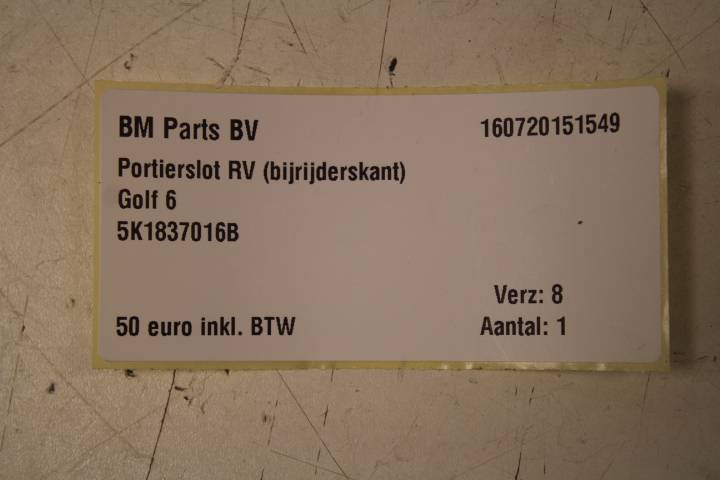 BM Parts BV 160720151549
Portierslot RV (bijrijderskant)
Golf 6
5K1837016B
Verz: 8
50 euro inkl. BTW Aantal: 1